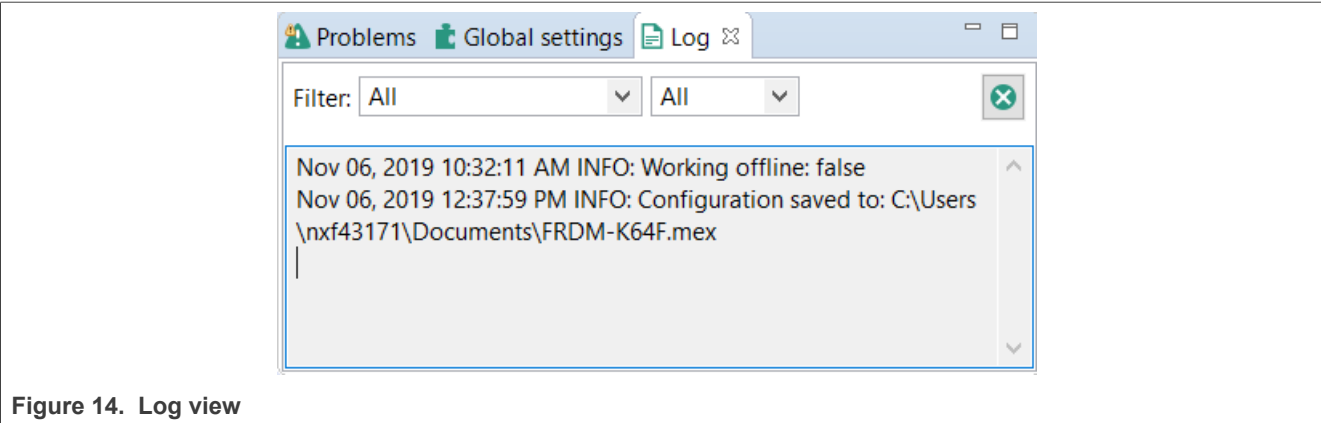 Problems Global settings Log
Filter: All All
Nov 06, 2019 10:32:11 AM INFO: Working offline: false
Nov 06, 2019 12:37:59 PM INFO: Configuration saved to: C:\Users
\nxf43171\Documents\FRDM-K64F.mex
Figure 14. Log view